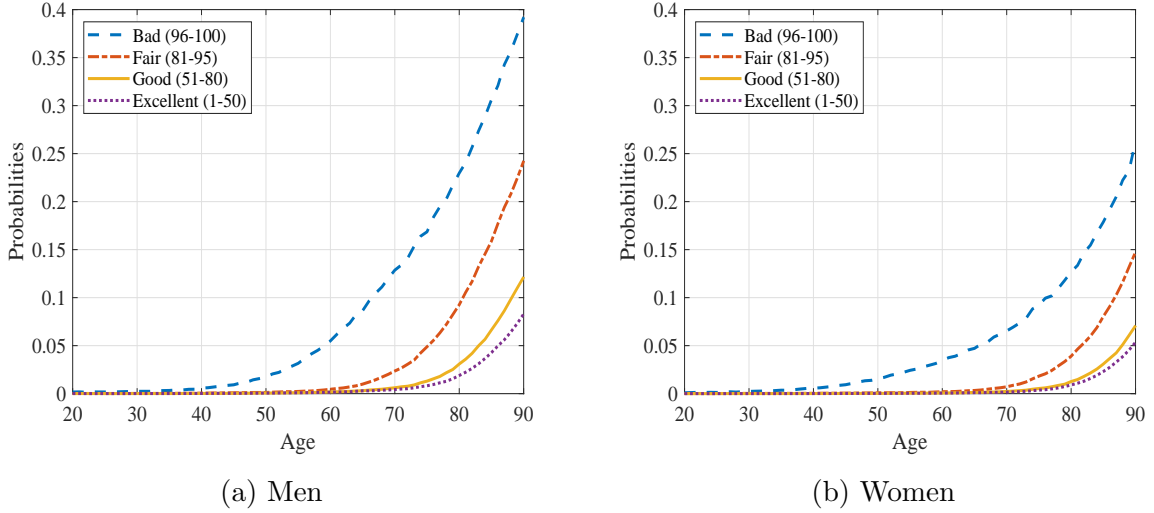 0.4
0.35
0.3
0.25
0.2
0.15
0.1
0.05
0
Probabilities
Bad (96-100)
Fair (81-95)
Good (51-80)
Excellent (1-50)
20 30 40 50 60 70 80 90
Age
(a) Men
0.4
0.35
0.3
0.25
0.2
0.15
0.1
0.05
0
Probabilities
Bad (96-100)
Fair (81-95)
Good (51-80)
Excellent (1-50)
20 30 40 50 60 70 80 90
Age
(b) Women